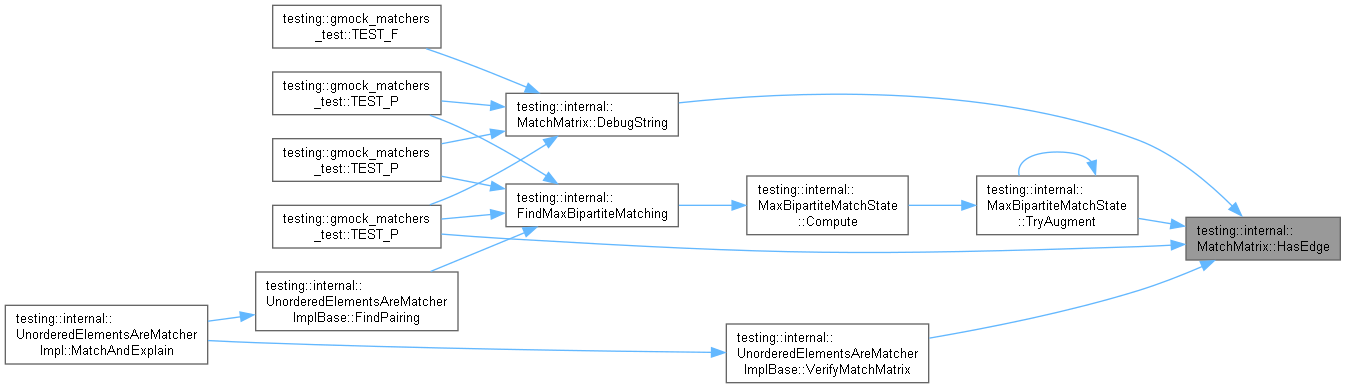 testing::gmock_matchers
_test::TEST_F
testing::gmock_matchers
_test::TEST_P
testing::gmock_matchers
_test::TEST_P
testing::gmock_matchers
_test::TEST_P
testing::internal::
MatchMatrix::DebugString
testing::internal::
FindMaxBipartiteMatching
testing::internal::
MaxBipartiteMatchState
::Compute
testing::internal::
MaxBipartiteMatchState
::TryAugment
testing::internal::
MatchMatrix::HasEdge
testing::internal::
UnorderedElementsAreMatcher
ImplBase::FindPairing
testing::internal::
UnorderedElementsAreMatcher
Impl::MatchAndExplain
testing::internal::
UnorderedElementsAreMatcher
ImplBase::VerifyMatchMatrix